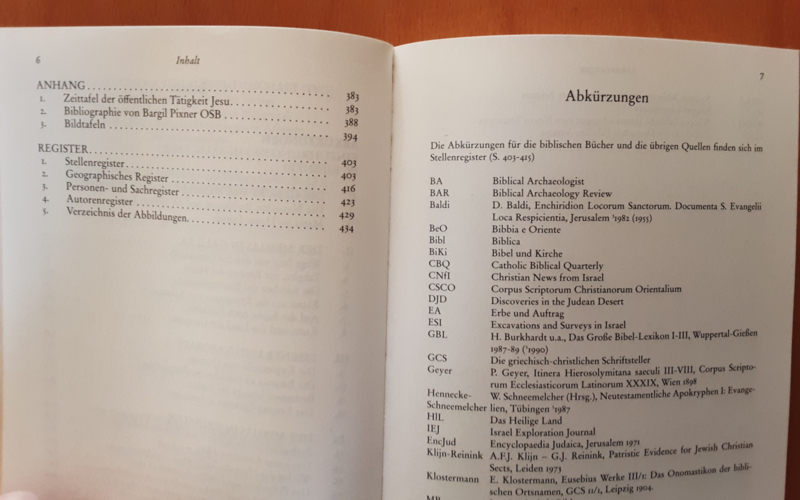 6 Inhalt
ANHANG 383
1. Zeittafel der öffentlichen Tätigkeit Jesu 383
2. Bibliographie von Bargil Pixner OSB 388
3. Bildtafeln 394
REGISTER 403
1. Stellenregister 403
2. Geographisches Register 416
3. Personen- und Sachregister 423
4. Autorenregister 429
5. Verzeichnis der Abbildungen 434
7
Abkürzungen
Die Abkürzungen für die biblischen Bücher und die übrigen Quellen finden sich im
Stellenregister (S. 403-415)
BA Biblical Archaeologist
BAR Biblical Archaeology Review
Baldi D. Baldi, Enchiridion Locorum Sanctorum. Documenta S. Evangelii
Loca Respicientia, Jerusalem ²1982 (1955)
BeO Bibbia e Oriente
Bibl Biblica
BiKi Bibel und Kirche
CBQ Catholic Biblical Quarterly
CNfI Christian News from Israel
CSCO Corpus Scriptorum Christianorum Orientalium
DJD Discoveries in the Judean Desert
EA Erbe und Auftrag
ESI Excavations and Surveys in Israel
GBL H. Burkhardt u.a., Das Große Bibel-Lexikon I-III, Wuppertal-Gießen
1987-89 (²1990)
GCS Die griechisch-christlichen Schriftsteller
Geyer P. Geyer, Itinera Hierosolymitana saeculi III-VIII, Corpus Scripto-
rum Ecclesiasticorum Latinorum XXXIX, Wien 1898
Hennecke- W. Schneemelcher (Hrsg.), Neutestamentliche Apokryphen I: Evange-
Schneemelcher lien, Tübingen ⁵1987
HIL Das Heilige Land
IEJ Israel Exploration Journal
EncJud Encyclopaedia Judaica, Jerusalem 1971
Klijn-Reinink A.F.J. Klijn – G.J. Reinink, Patristic Evidence for Jewish Christian
Sects, Leiden 1973
Klostermann E. Klostermann, Eusebius Werke III/1: Das Onomastikon der bibli-
schen Ortsnamen, GCS 11/1, Leipzig 1904.